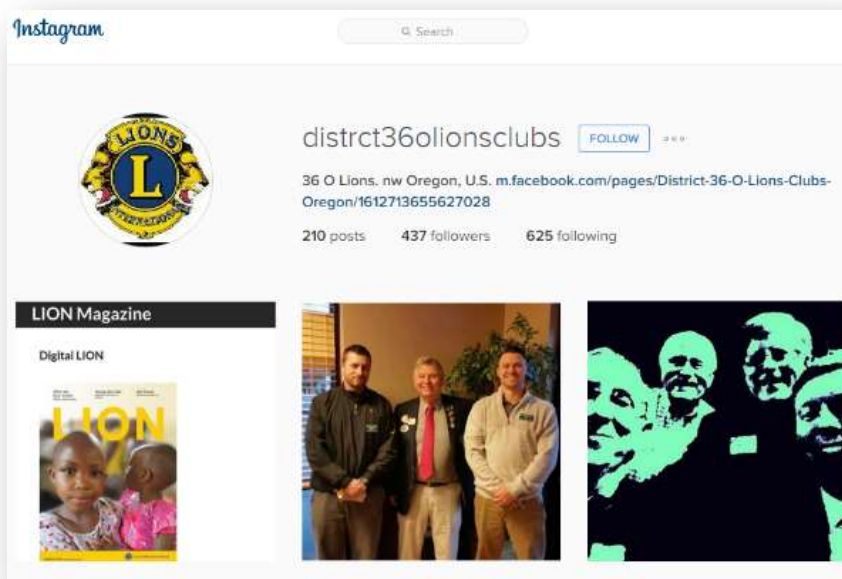 Instagram
Search
LIONS
L
INTERNATIONAL
distrct36olionsclubs
FOLLOW
36 O Lions. nw Oregon, U.S. m.facebook.com/pages/District-36-O-Lions-Clubs-
Oregon/1612713655627028
210 posts 437 followers 625 following
LION Magazine
Digital LION
LION